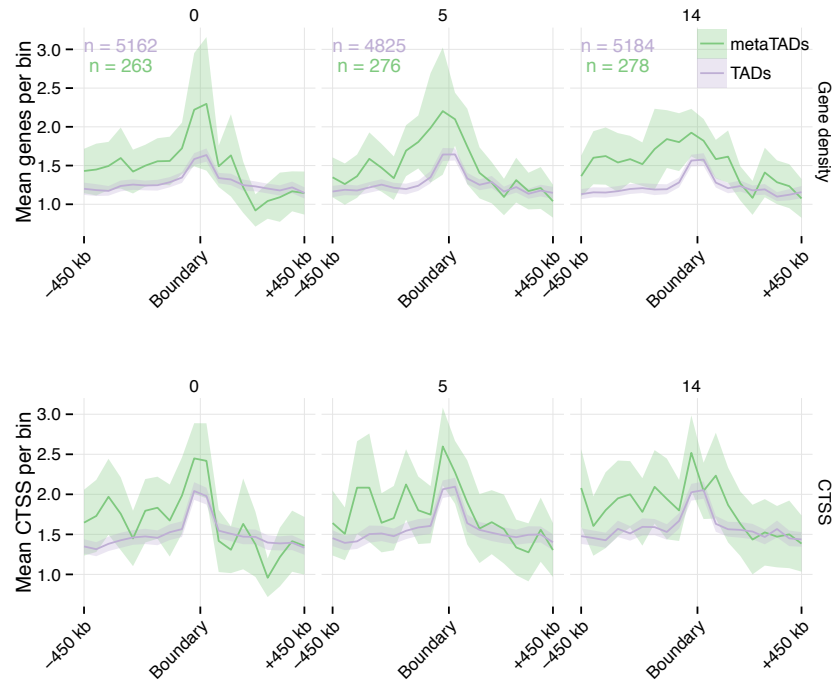 0
5
14
Mean genes per bin
3.0
2.5
2.0
1.5
1.0
n = 5162
n = 263
n = 4825
n = 276
n = 5184
n = 278
metaTADs
TADs
Gene density
−450 kb
Boundary
+450 kb
−450 kb
Boundary
+450 kb
−450 kb
Boundary
+450 kb
0
5
14
Mean CTSS per bin
3.0
2.5
2.0
1.5
1.0
CTSS
−450 kb
Boundary
+450 kb
−450 kb
Boundary
+450 kb
−450 kb
Boundary
+450 kb